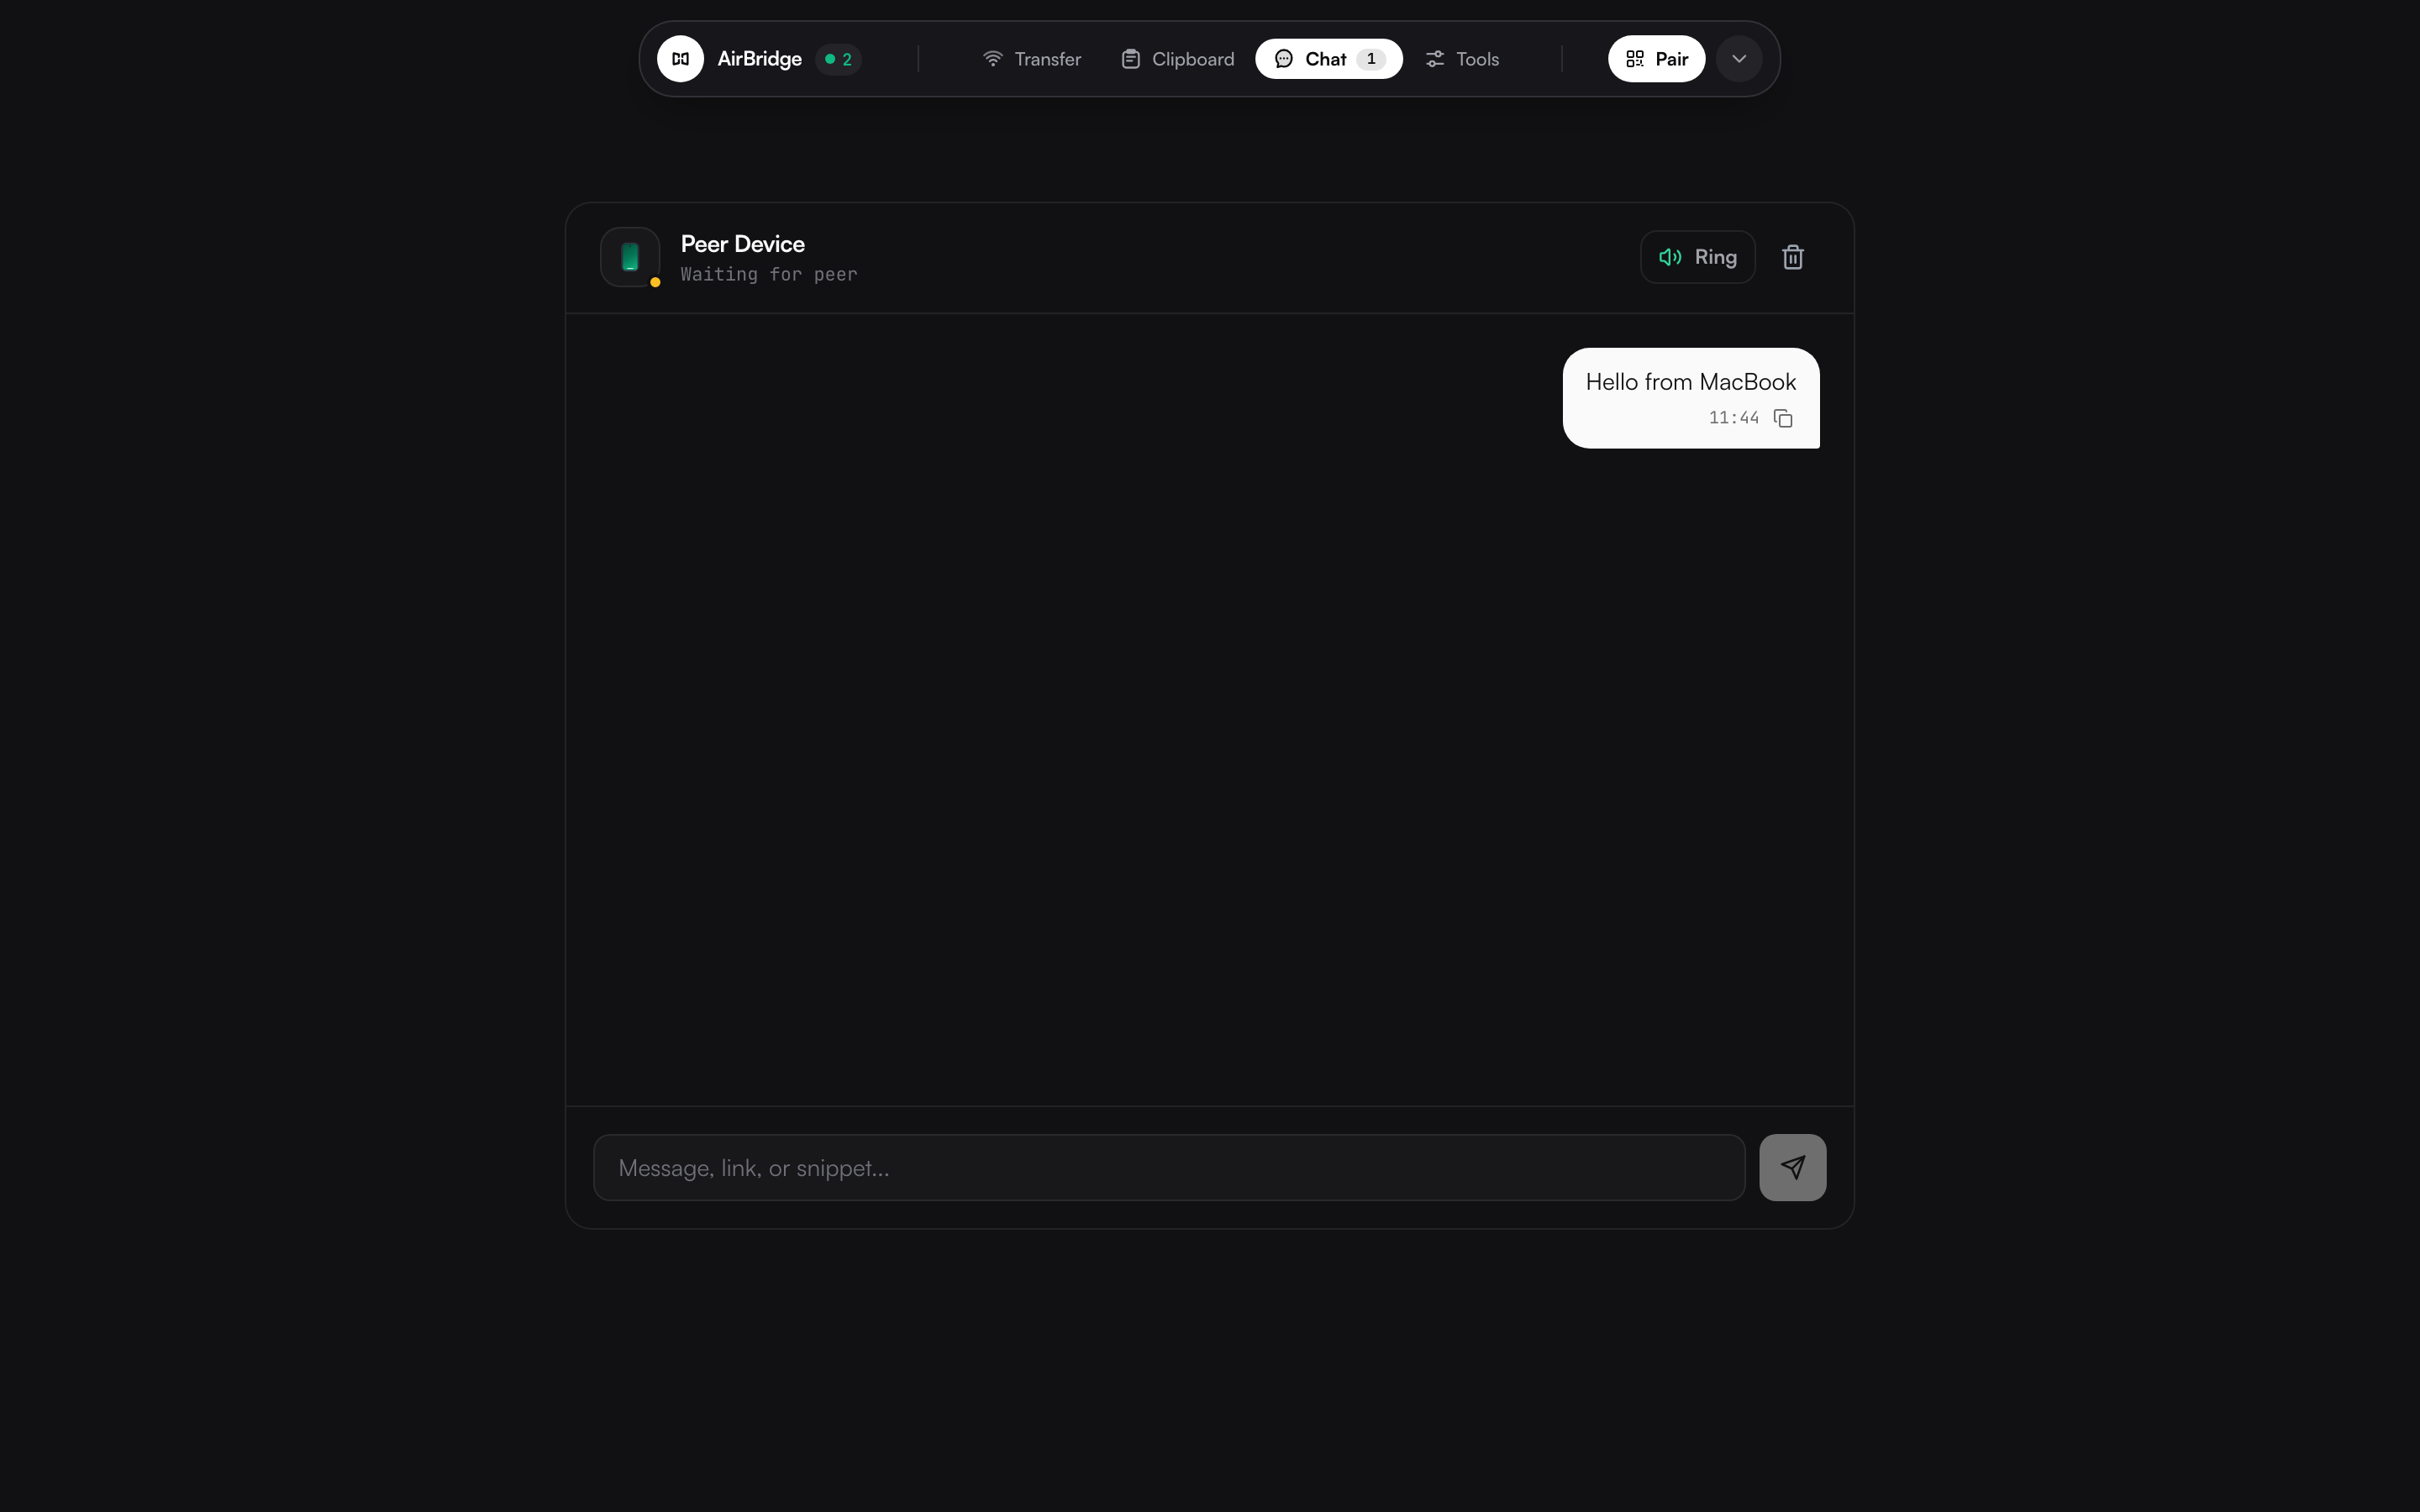 AirBridge
2
Transfer
Clipboard
Chat
1
Tools
Pair
Peer Device
Waiting for peer
Ring
Hello from MacBook
11:44
Message, link, or snippet...